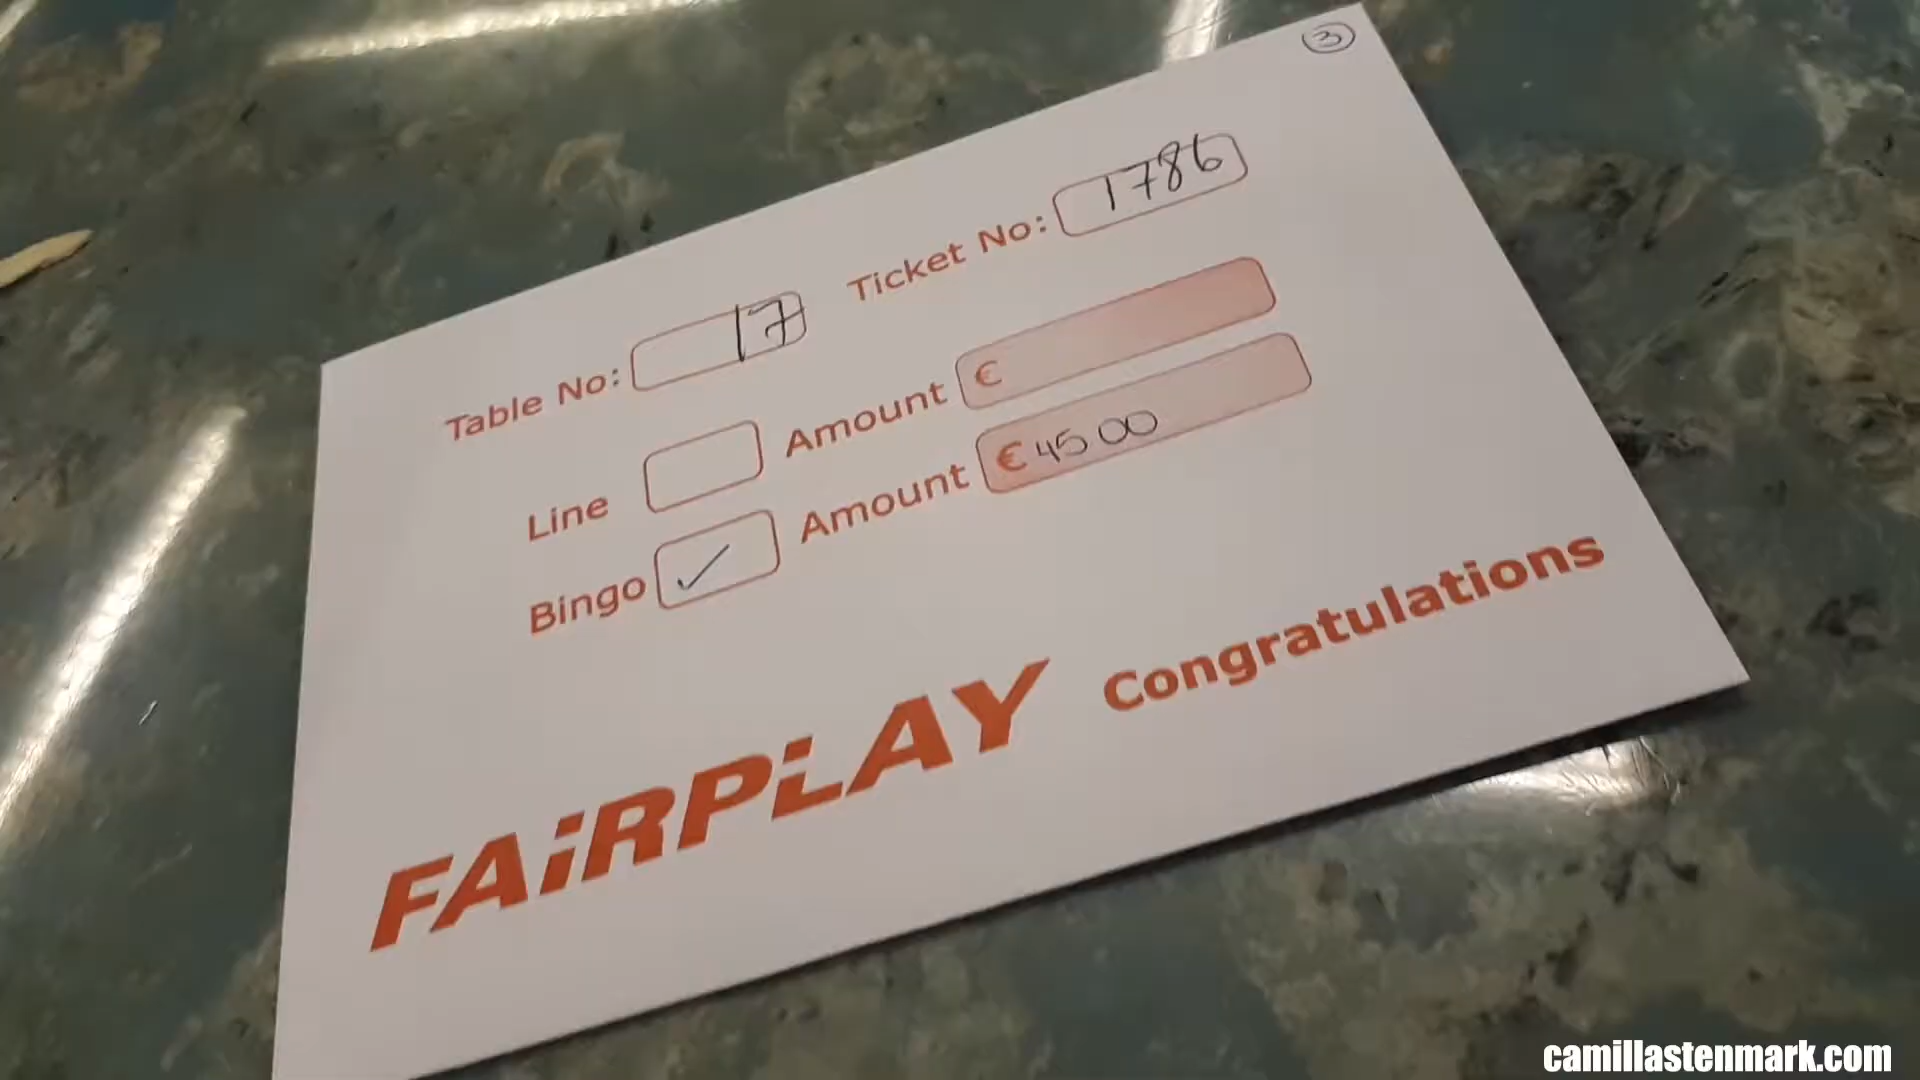 3
Table No: 17 Ticket No: 1786
Line Amount €
Bingo ✓ Amount € 45 00
FAiRPLAY Congratulations
camillastenmark.com